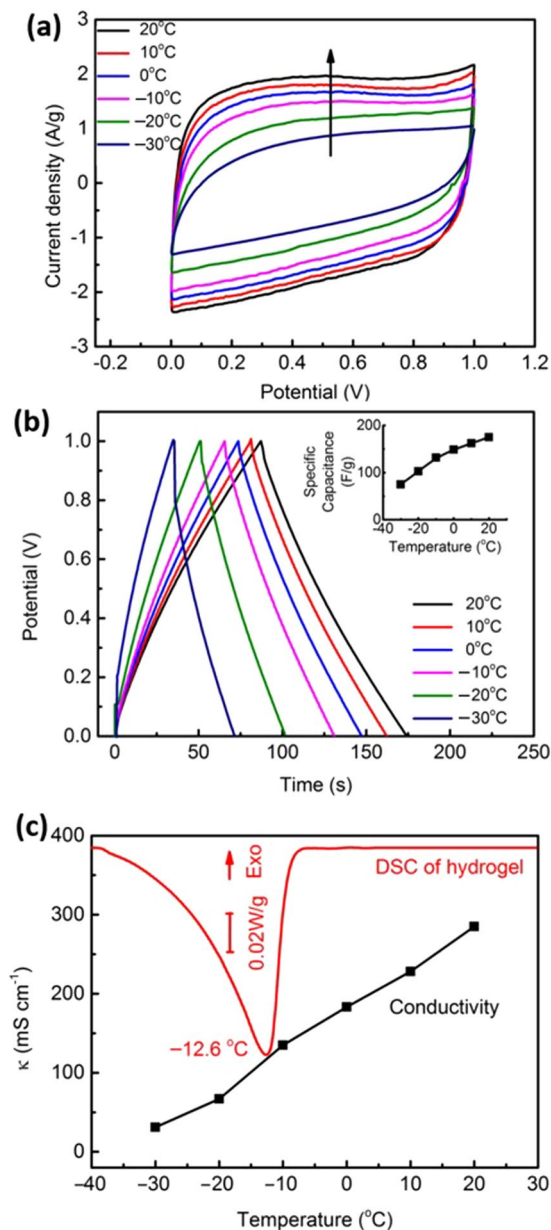 (a)
20°C
10°C
0°C
−10°C
−20°C
−30°C
Current density (A/g)
3
2
1
0
-1
-2
-3
-0.2 0.0 0.2 0.4 0.6 0.8 1.0 1.2
Potential (V)
(b)
Potential (V)
1.0
0.8
0.6
0.4
0.2
0.0
0 50 100 150 200 250
Time (s)
Specific
Capacitance
(F/g)
200
100
0
-40 -20 0 20 40
Temperature (°C)
20°C
10°C
0°C
−10°C
−20°C
−30°C
(c)
κ (mS cm⁻¹)
400
300
200
100
0
Exo
0.02W/g
DSC of hydrogel
Conductivity
−12.6 °C
−40 −30 −20 −10 0 10 20 30
Temperature (°C)